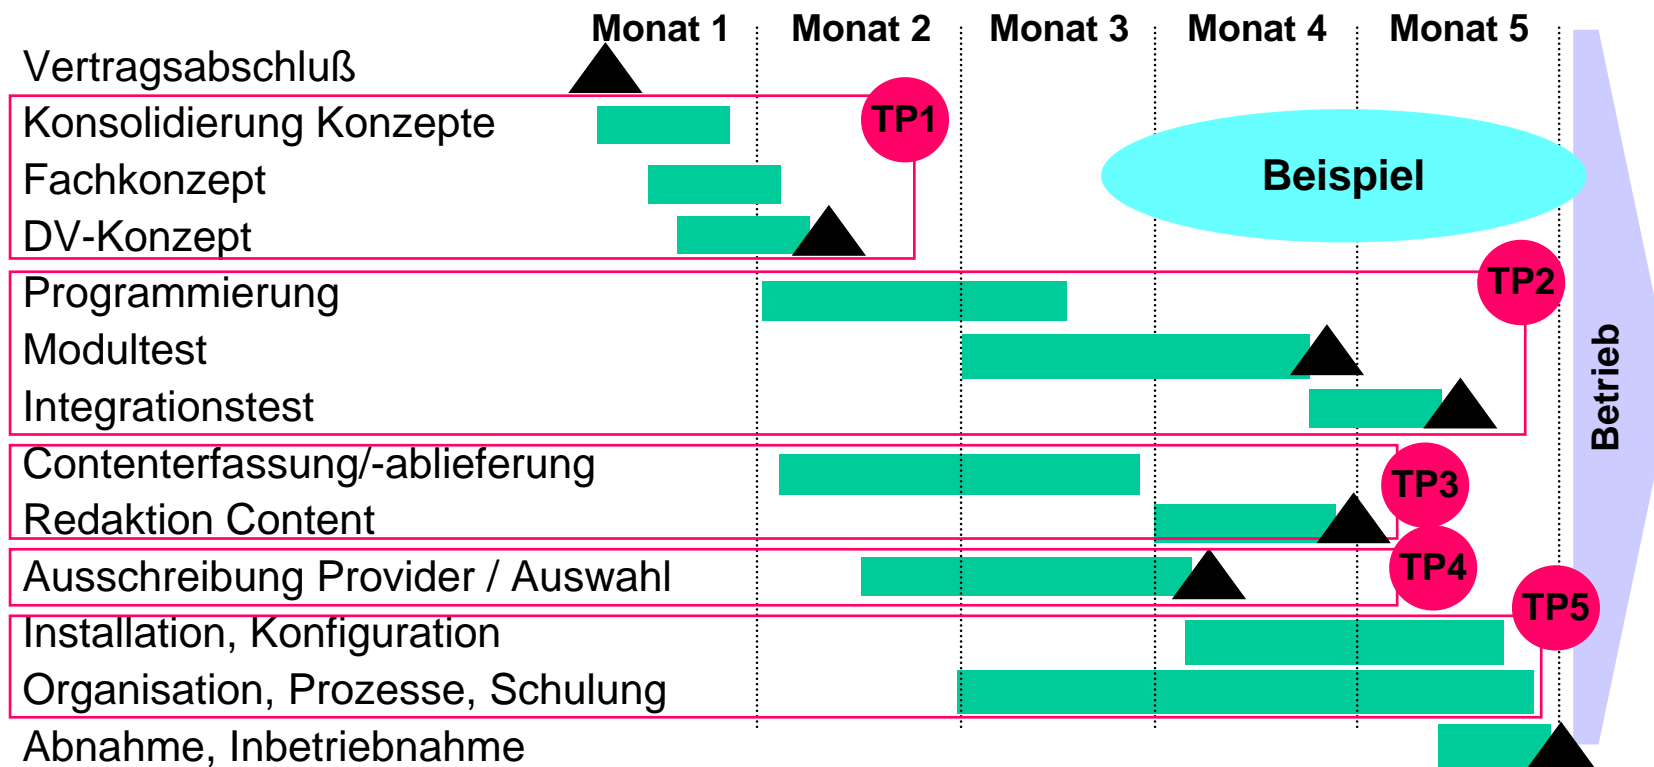 Monat 1 Monat 2 Monat 3 Monat 4 Monat 5
Vertragsabschluß
Konsolidierung Konzepte
TP1
Fachkonzept
Beispiel
DV-Konzept
Programmierung
TP2
Modultest
Integrationstest
Betrieb
Contenterfassung/-ablieferung
TP3
Redaktion Content
Ausschreibung Provider / Auswahl
TP4
Installation, Konfiguration
TP5
Organisation, Prozesse, Schulung
Abnahme, Inbetriebnahme